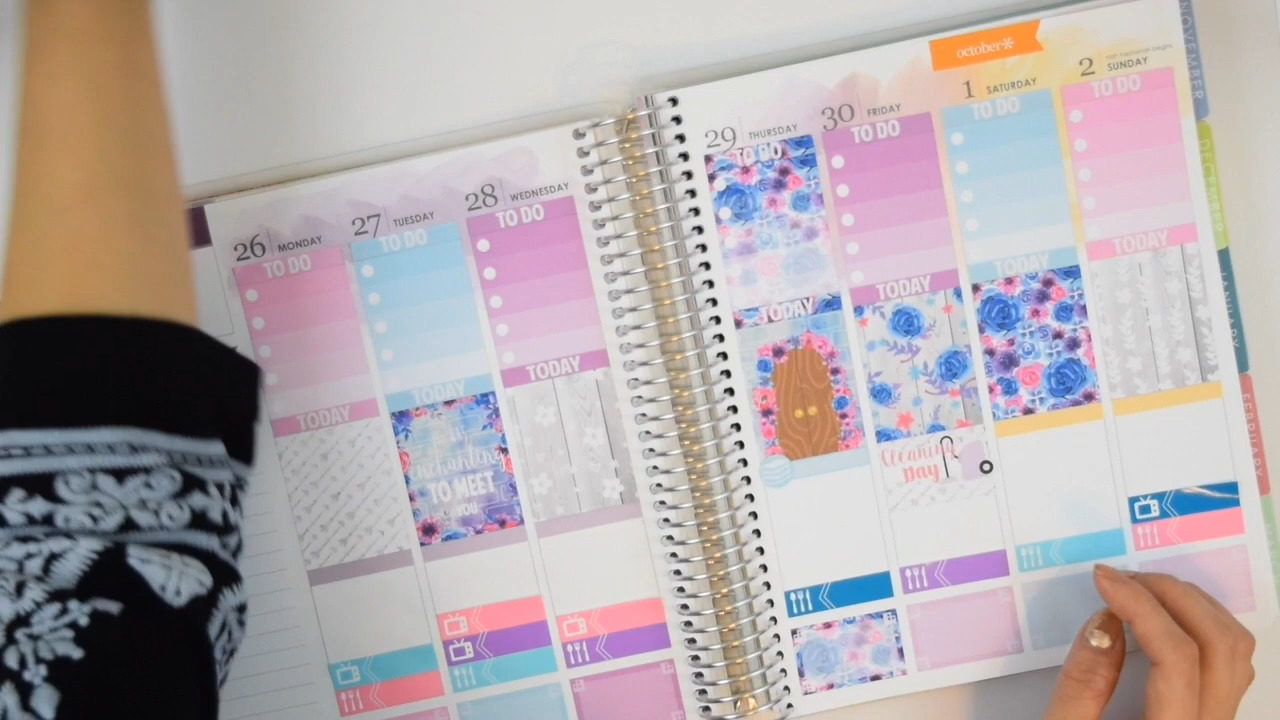 october*
26 MONDAY
27 TUESDAY
28 WEDNESDAY
29 THURSDAY
30 FRIDAY
1 SATURDAY
2 SUNDAY
TO DO
TO DO
TO DO
TO DO
TO DO
TO DO
TO DO
TODAY
TODAY
TODAY
TODAY
TODAY
TODAY
TODAY
enchanting
TO MEET
YOU
Cleaning
Day
NOVEMBER
DECEMBER
JANUARY
FEBRUARY